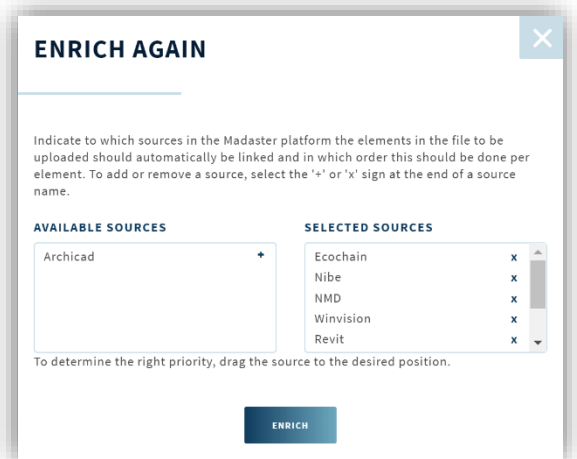 ENRICH AGAIN
Indicate to which sources in the Madaster platform the elements in the file to be
uploaded should automatically be linked and in which order this should be done per
element. To add or remove a source, select the '+' or 'x' sign at the end of a source
name.
AVAILABLE SOURCES
Archicad +
SELECTED SOURCES
Ecochain x
Nibe x
NMD x
Winvision x
Revit x
To determine the right priority, drag the source to the desired position.
ENRICH